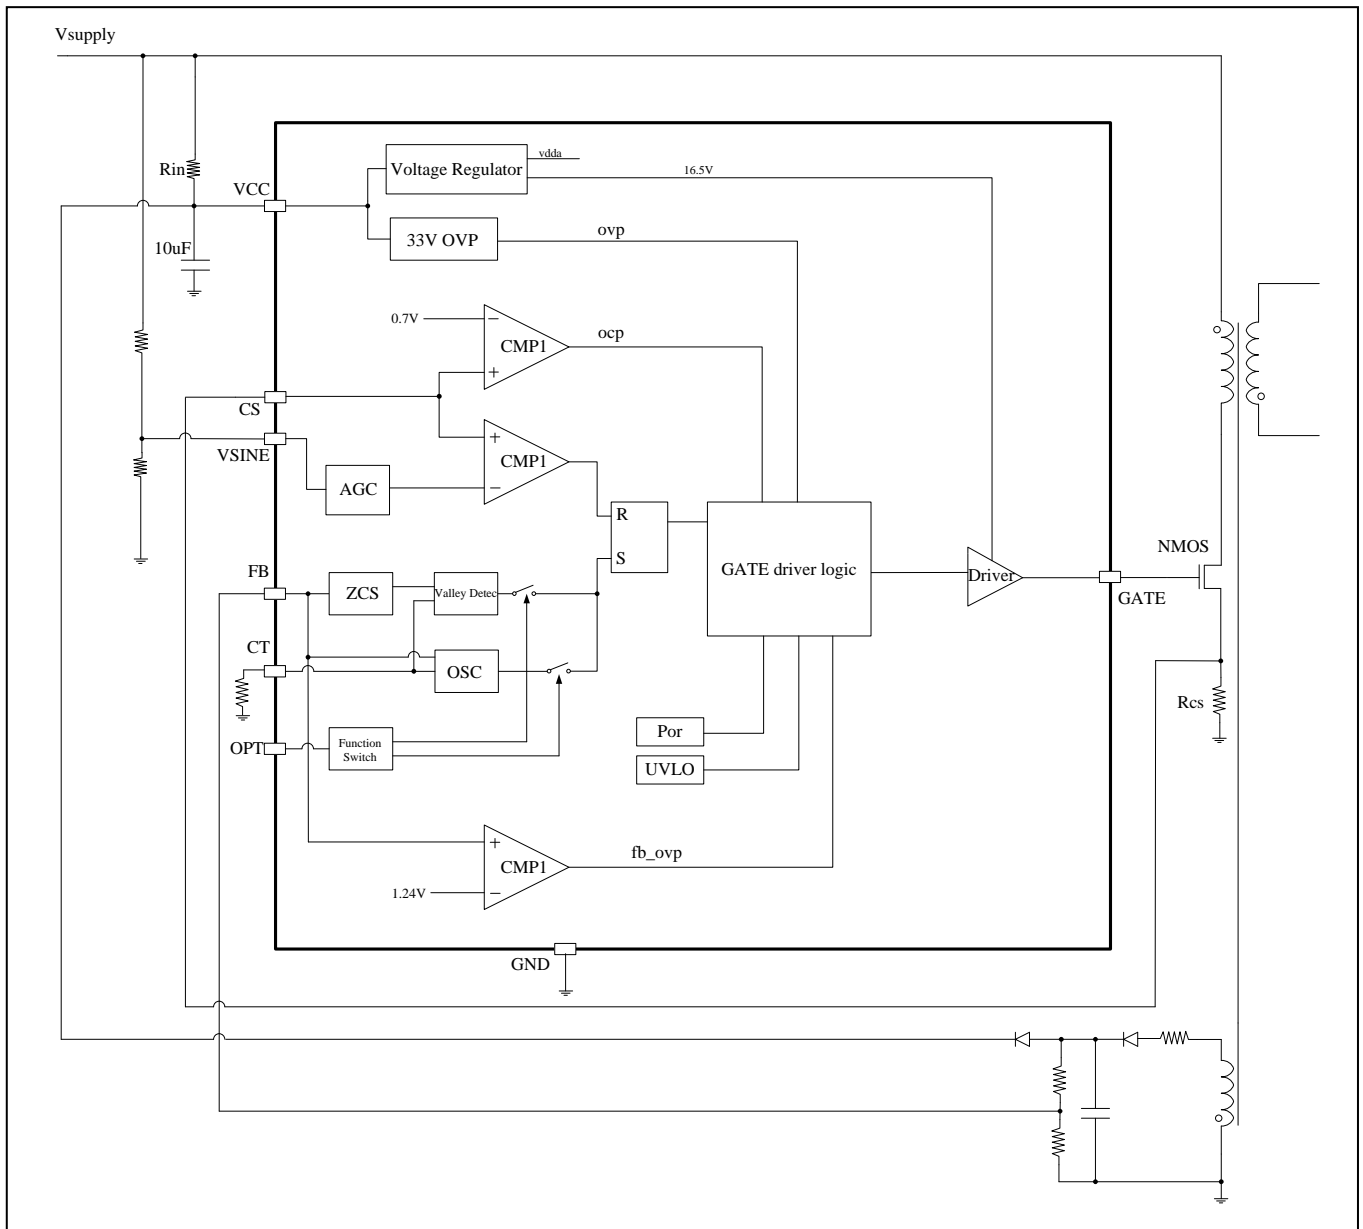 Vsupply
Rin
VCC
10uF
Voltage Regulator
vdda
16.5V
33V OVP
ovp
0.7V
−
CMP1
+
ocp
CS
VSINE
+
CMP1
−
AGC
R
S
GATE driver logic
Driver
NMOS
GATE
FB
ZCS
Valley Detec
CT
OSC
Rcs
OPT
Function
Switch
Por
UVLO
+
CMP1
−
fb_ovp
1.24V
GND